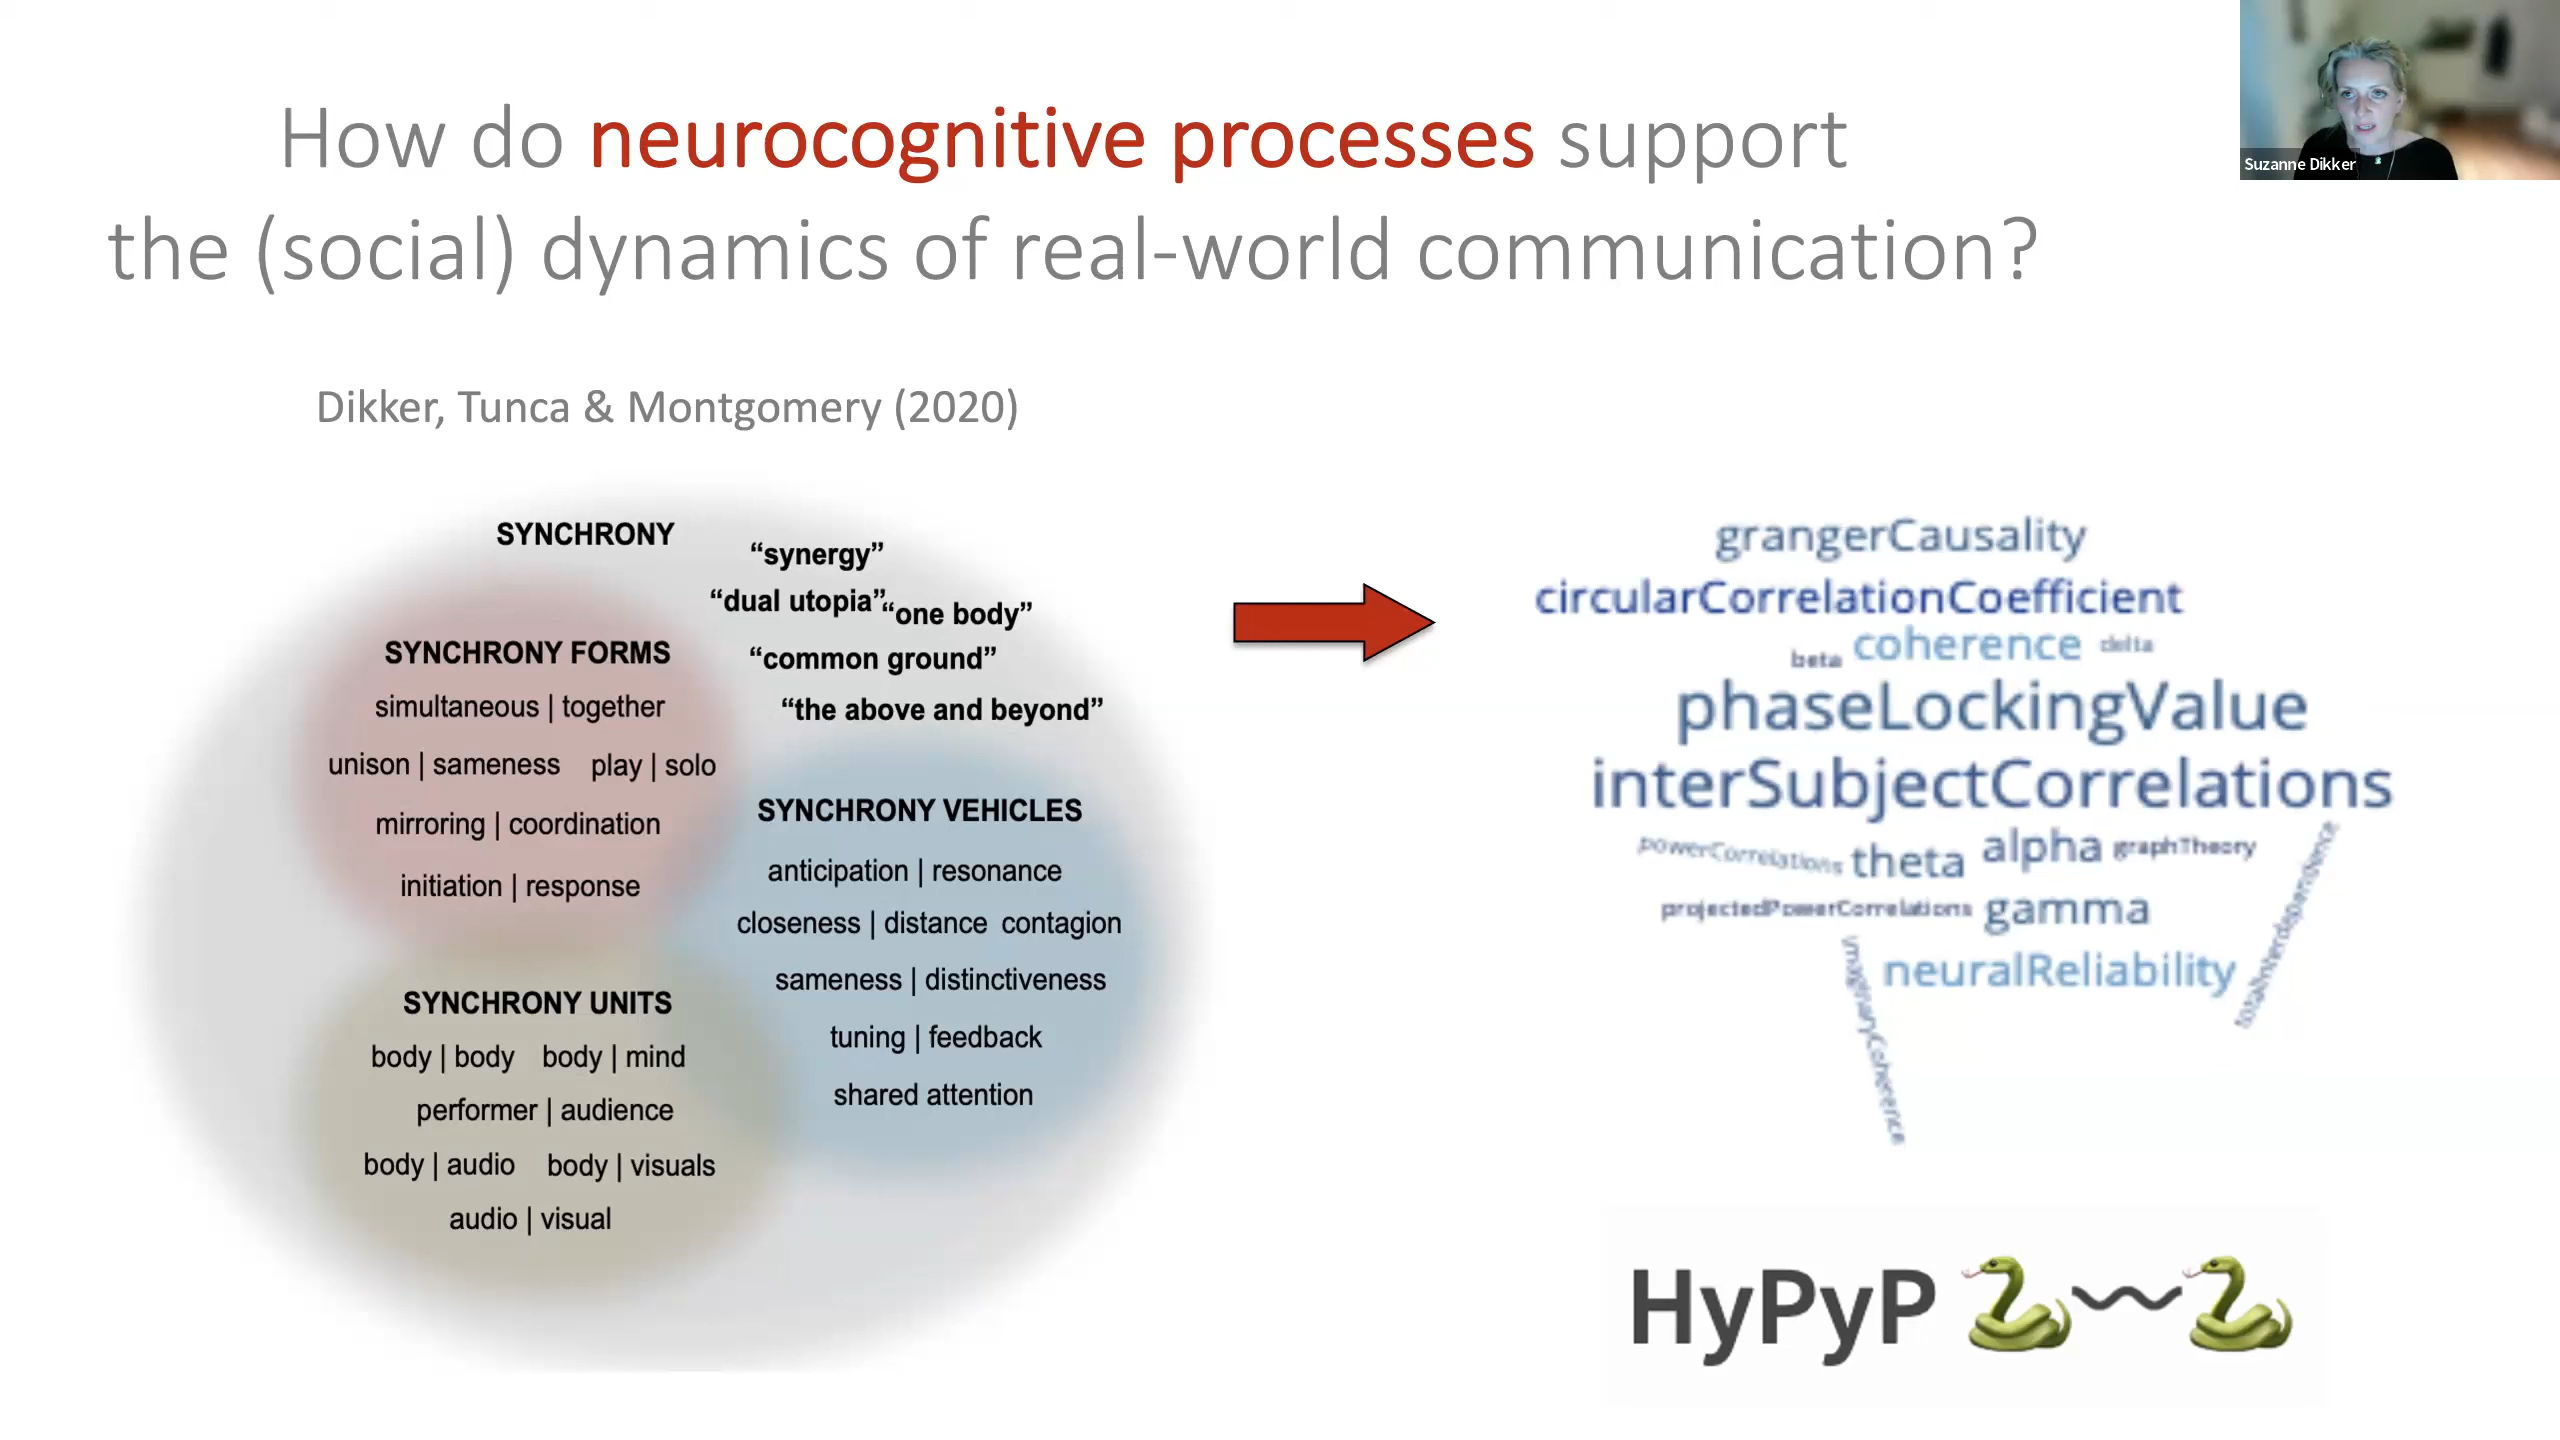 How do neurocognitive processes support
the (social) dynamics of real-world communication?
Suzanne Dikker
Dikker, Tunca & Montgomery (2020)
SYNCHRONY
“synergy”
“dual utopia”
“one body”
“common ground”
“the above and beyond”
SYNCHRONY FORMS
simultaneous | together
unison | sameness play | solo
mirroring | coordination
initiation | response
SYNCHRONY VEHICLES
anticipation | resonance
closeness | distance contagion
sameness | distinctiveness
tuning | feedback
shared attention
SYNCHRONY UNITS
body | body body | mind
performer | audience
body | audio body | visuals
audio | visual
grangerCausality
circularCorrelationCoefficient
beta coherence delta
phaseLockingValue
interSubjectCorrelations
powerCorrelations theta alpha graphTheory
projectedPowerCorrelations gamma
neuralReliability
imaginaryCoherence
totalInterdependence
HyPyP